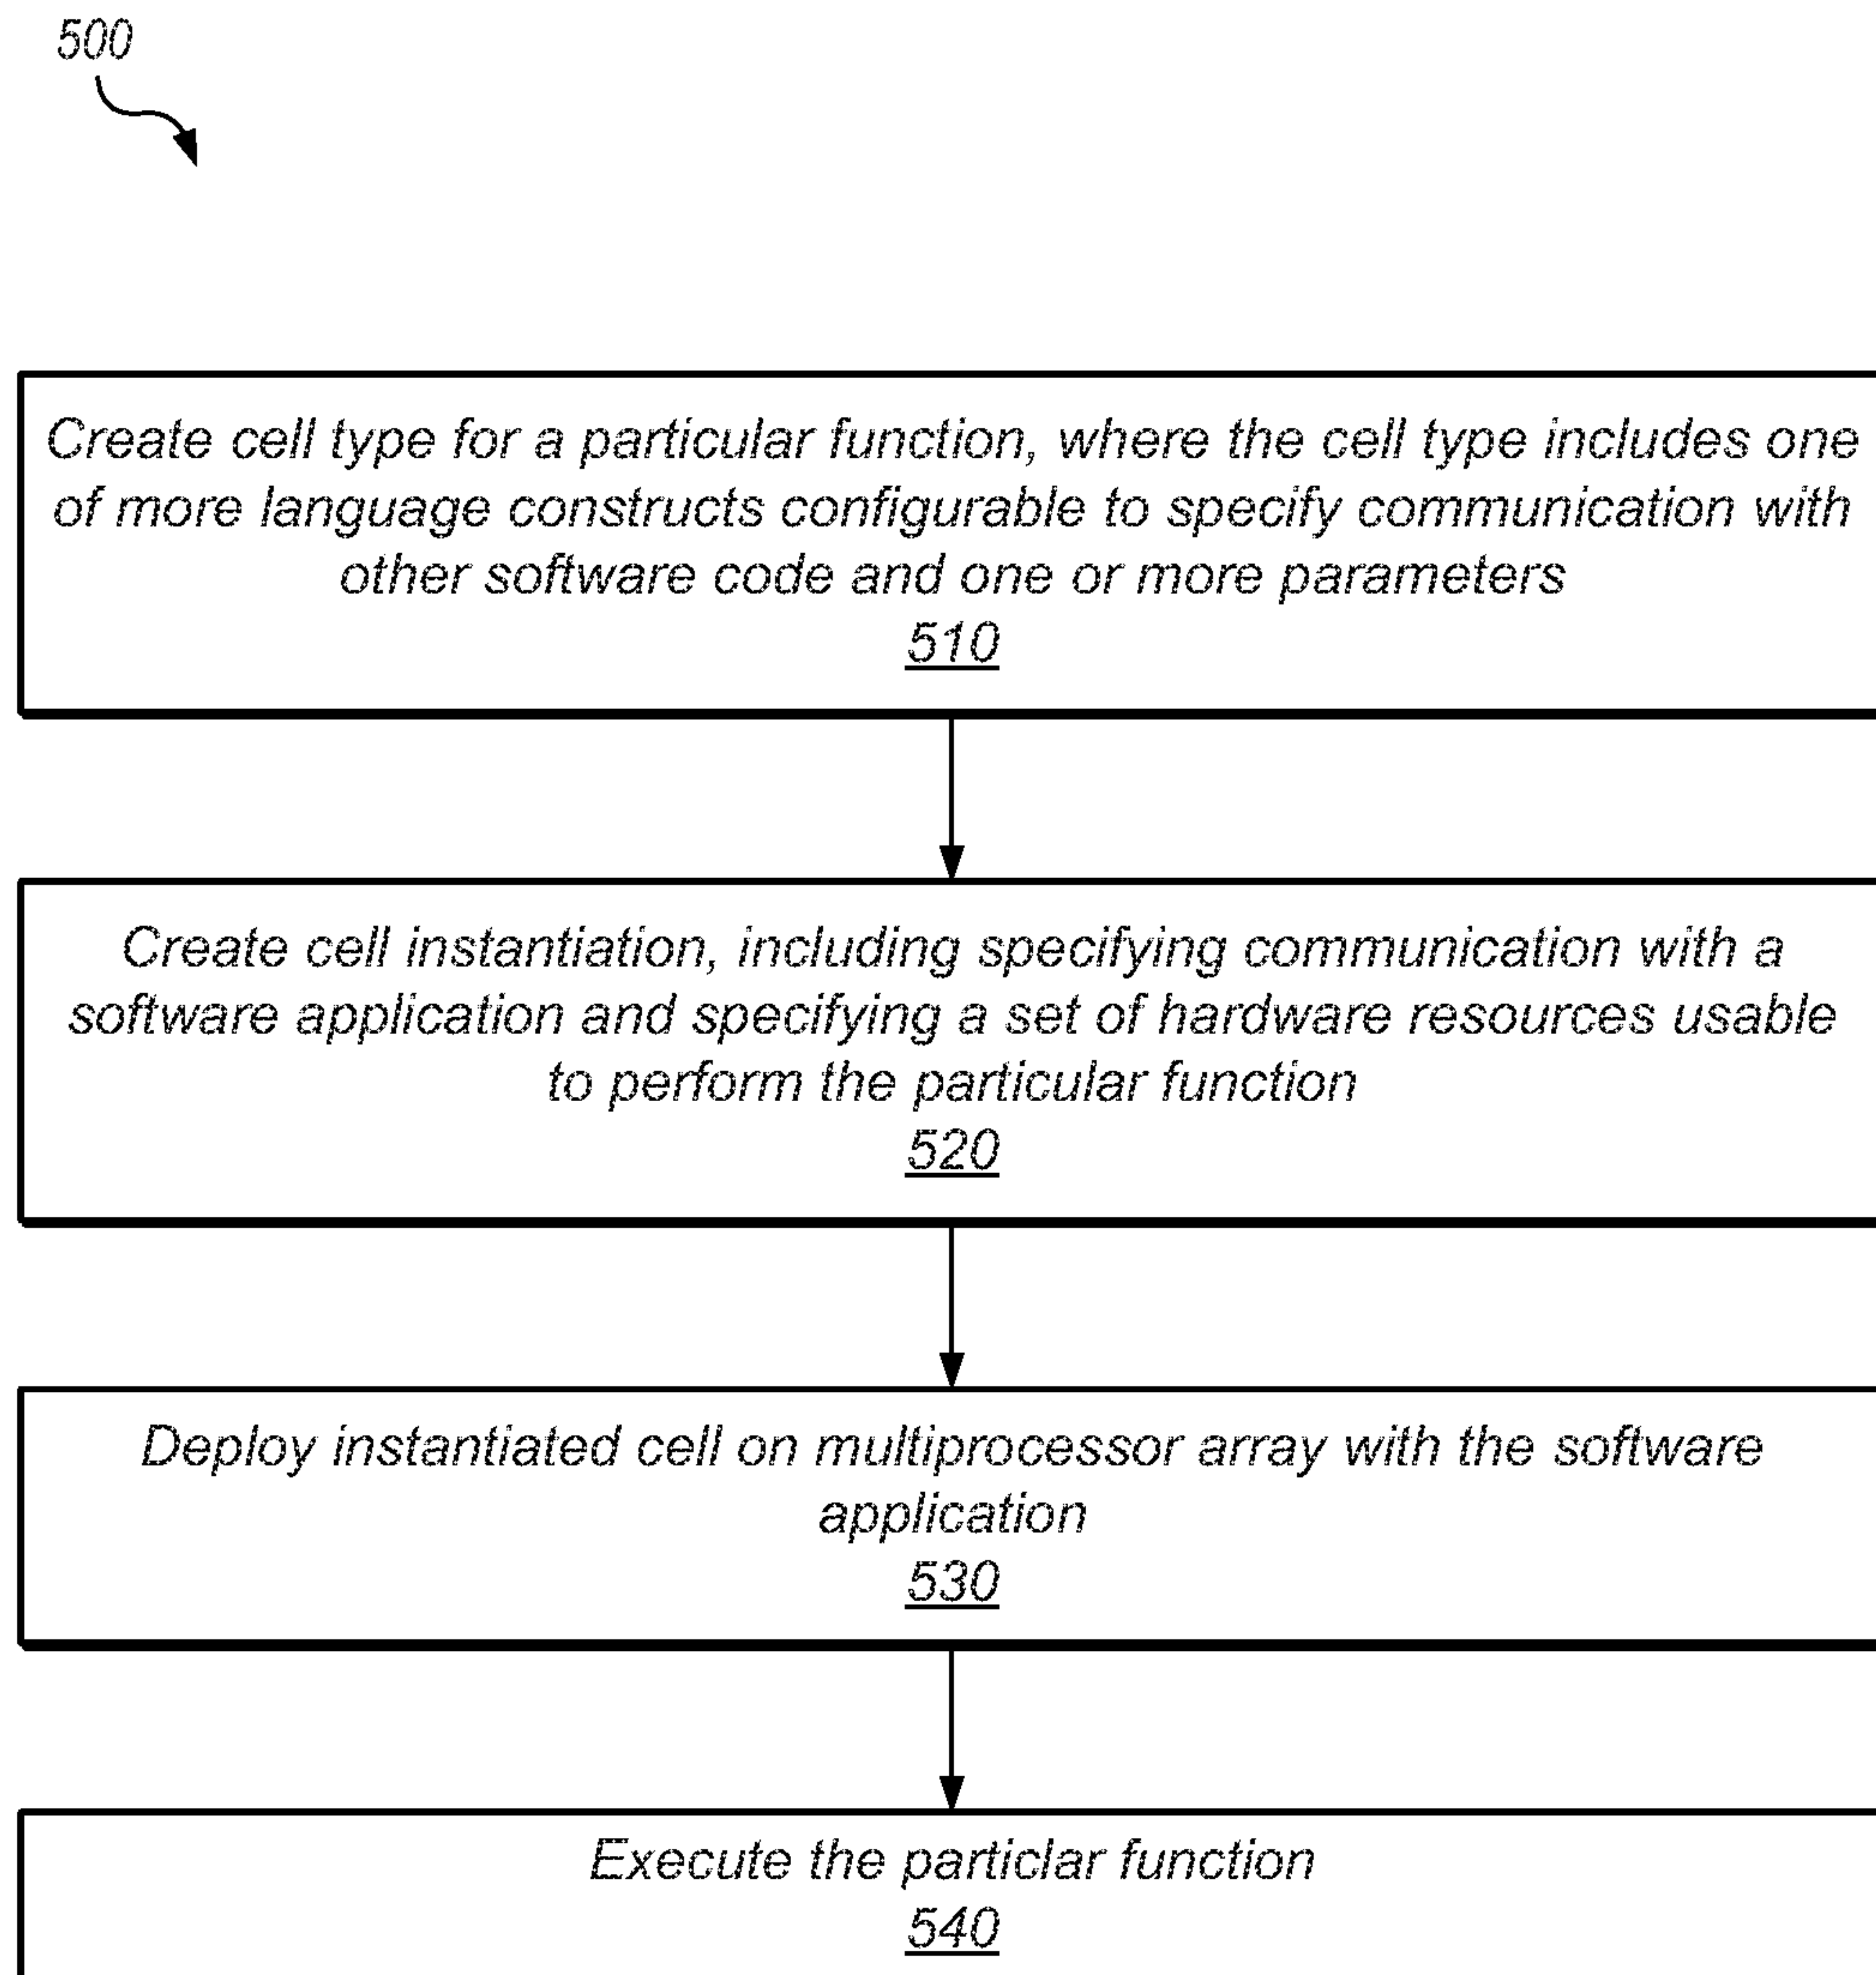 500
Create cell type for a particular function, where the cell type includes one
of more language constructs configurable to specify communication with
other software code and one or more parameters
510
Create cell instantiation, including specifying communication with a
software application and specifying a set of hardware resources usable
to perform the particular function
520
Deploy instantiated cell on multiprocessor array with the software
application
530
Execute the particlar function
540